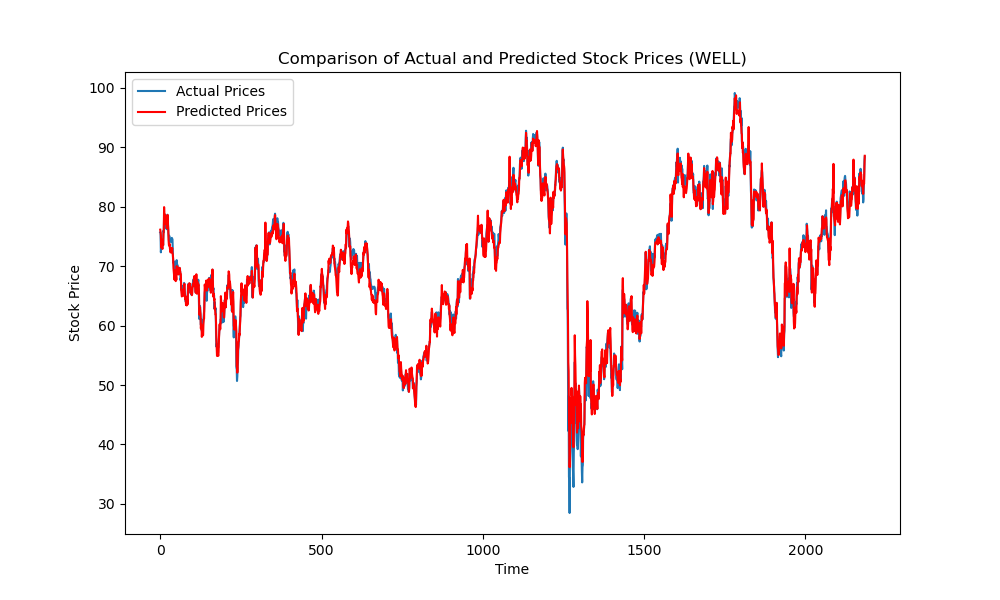 Comparison of Actual and Predicted Stock Prices (WELL)
Actual Prices
Predicted Prices
100
90
80
70
60
50
40
30
Stock Price
0 500 1000 1500 2000
Time